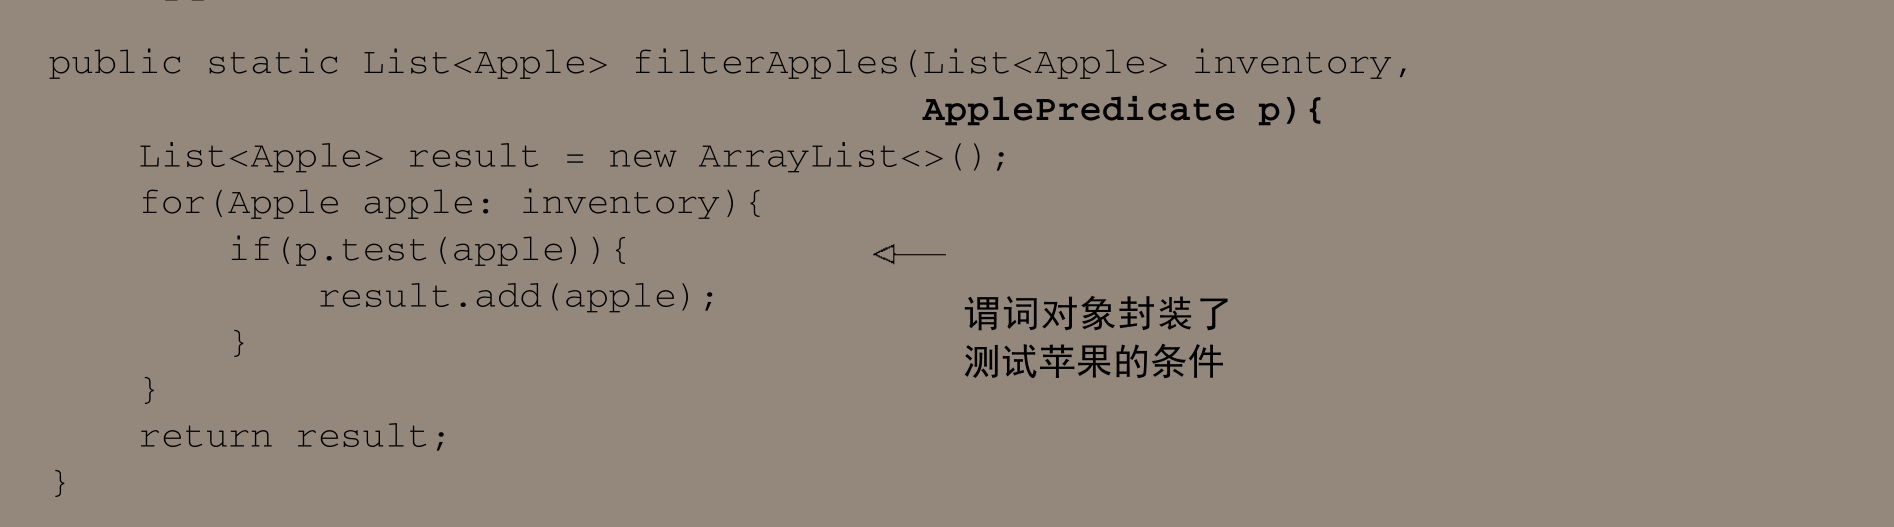 public static List<Apple> filterApples(List<Apple> inventory,
ApplePredicate p){
List<Apple> result = new ArrayList<>();
for(Apple apple: inventory){
if(p.test(apple)){
result.add(apple);
谓词对象封装了
}
测试苹果的条件
}
return result;
}